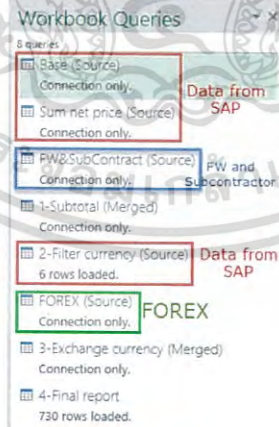 Workbook Queries
8 queries
Base (Source)
Connection only.
Data from
SAP
Sum net price (Source)
Connection only.
FW&SubContract (Source)
Connection only.
FW and
Subcontractor
1-Subtotal (Merged)
Connection only.
2-Filter currency (Source)
6 rows loaded.
Data from
SAP
FOREX (Source)
Connection only.
FOREX
3-Exchange currency (Merged)
Connection only.
4-Final report
730 rows loaded.